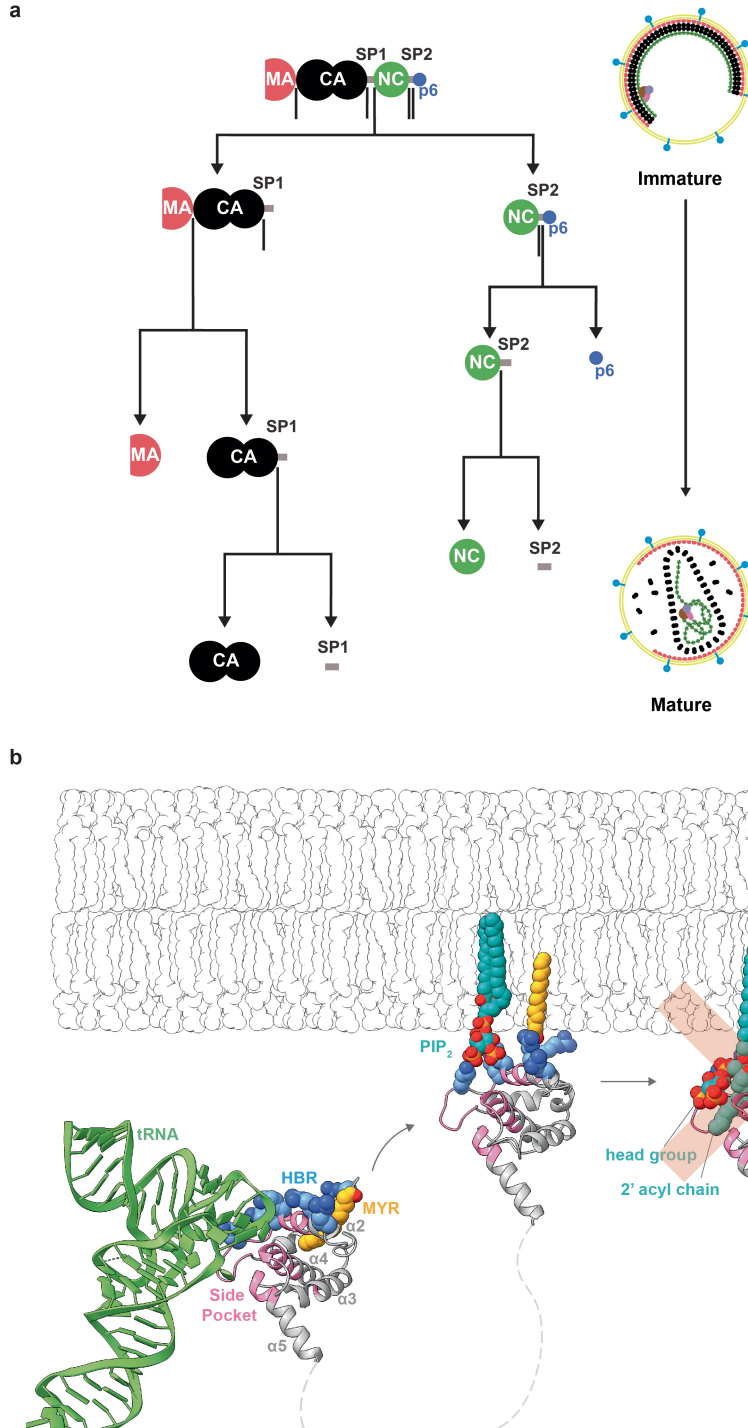 a
SP1 SP2
MA CA NC
p6
Immature
SP1
MA CA
SP2
NC
p6
SP2
NC
p6
SP1
MA CA
SP2
NC
SP1
CA
Mature
b
PIP2
tRNA
head group
HBR
2’ acyl chain
MYR
α2
α4
Side
Pocket
α3
α5